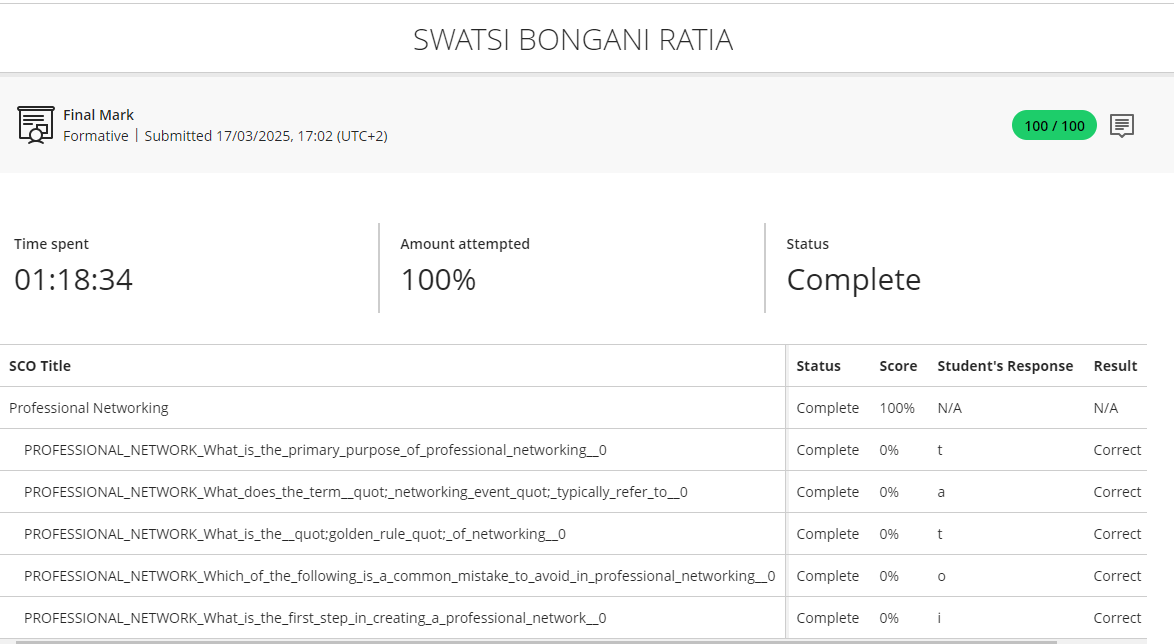 SWATSI BONGANI RATIA
Final Mark
Formative | Submitted 17/03/2025, 17:02 (UTC+2)
100 / 100
Time spent
01:18:34
Amount attempted
100%
Status
Complete
SCO Title Status Score Student's Response Result
Professional Networking Complete 100% N/A N/A
PROFESSIONAL_NETWORK_What_is_the_primary_purpose_of_professional_networking__0 Complete 0% t Correct
PROFESSIONAL_NETWORK_What_does_the_term__quot;_networking_event_quot;_typically_refer_to__0 Complete 0% a Correct
PROFESSIONAL_NETWORK_What_is_the__quot;golden_rule_quot;_of_networking__0 Complete 0% t Correct
PROFESSIONAL_NETWORK_Which_of_the_following_is_a_common_mistake_to_avoid_in_professional_networking__0 Complete 0% o Correct
PROFESSIONAL_NETWORK_What_is_the_first_step_in_creating_a_professional_network__0 Complete 0% i Correct